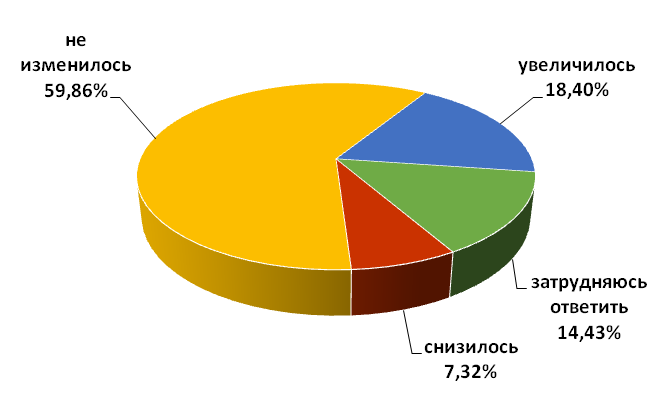 не
изменилось
59,86%
увеличилось
18,40%
затрудняюсь
ответить
14,43%
снизилось
7,32%